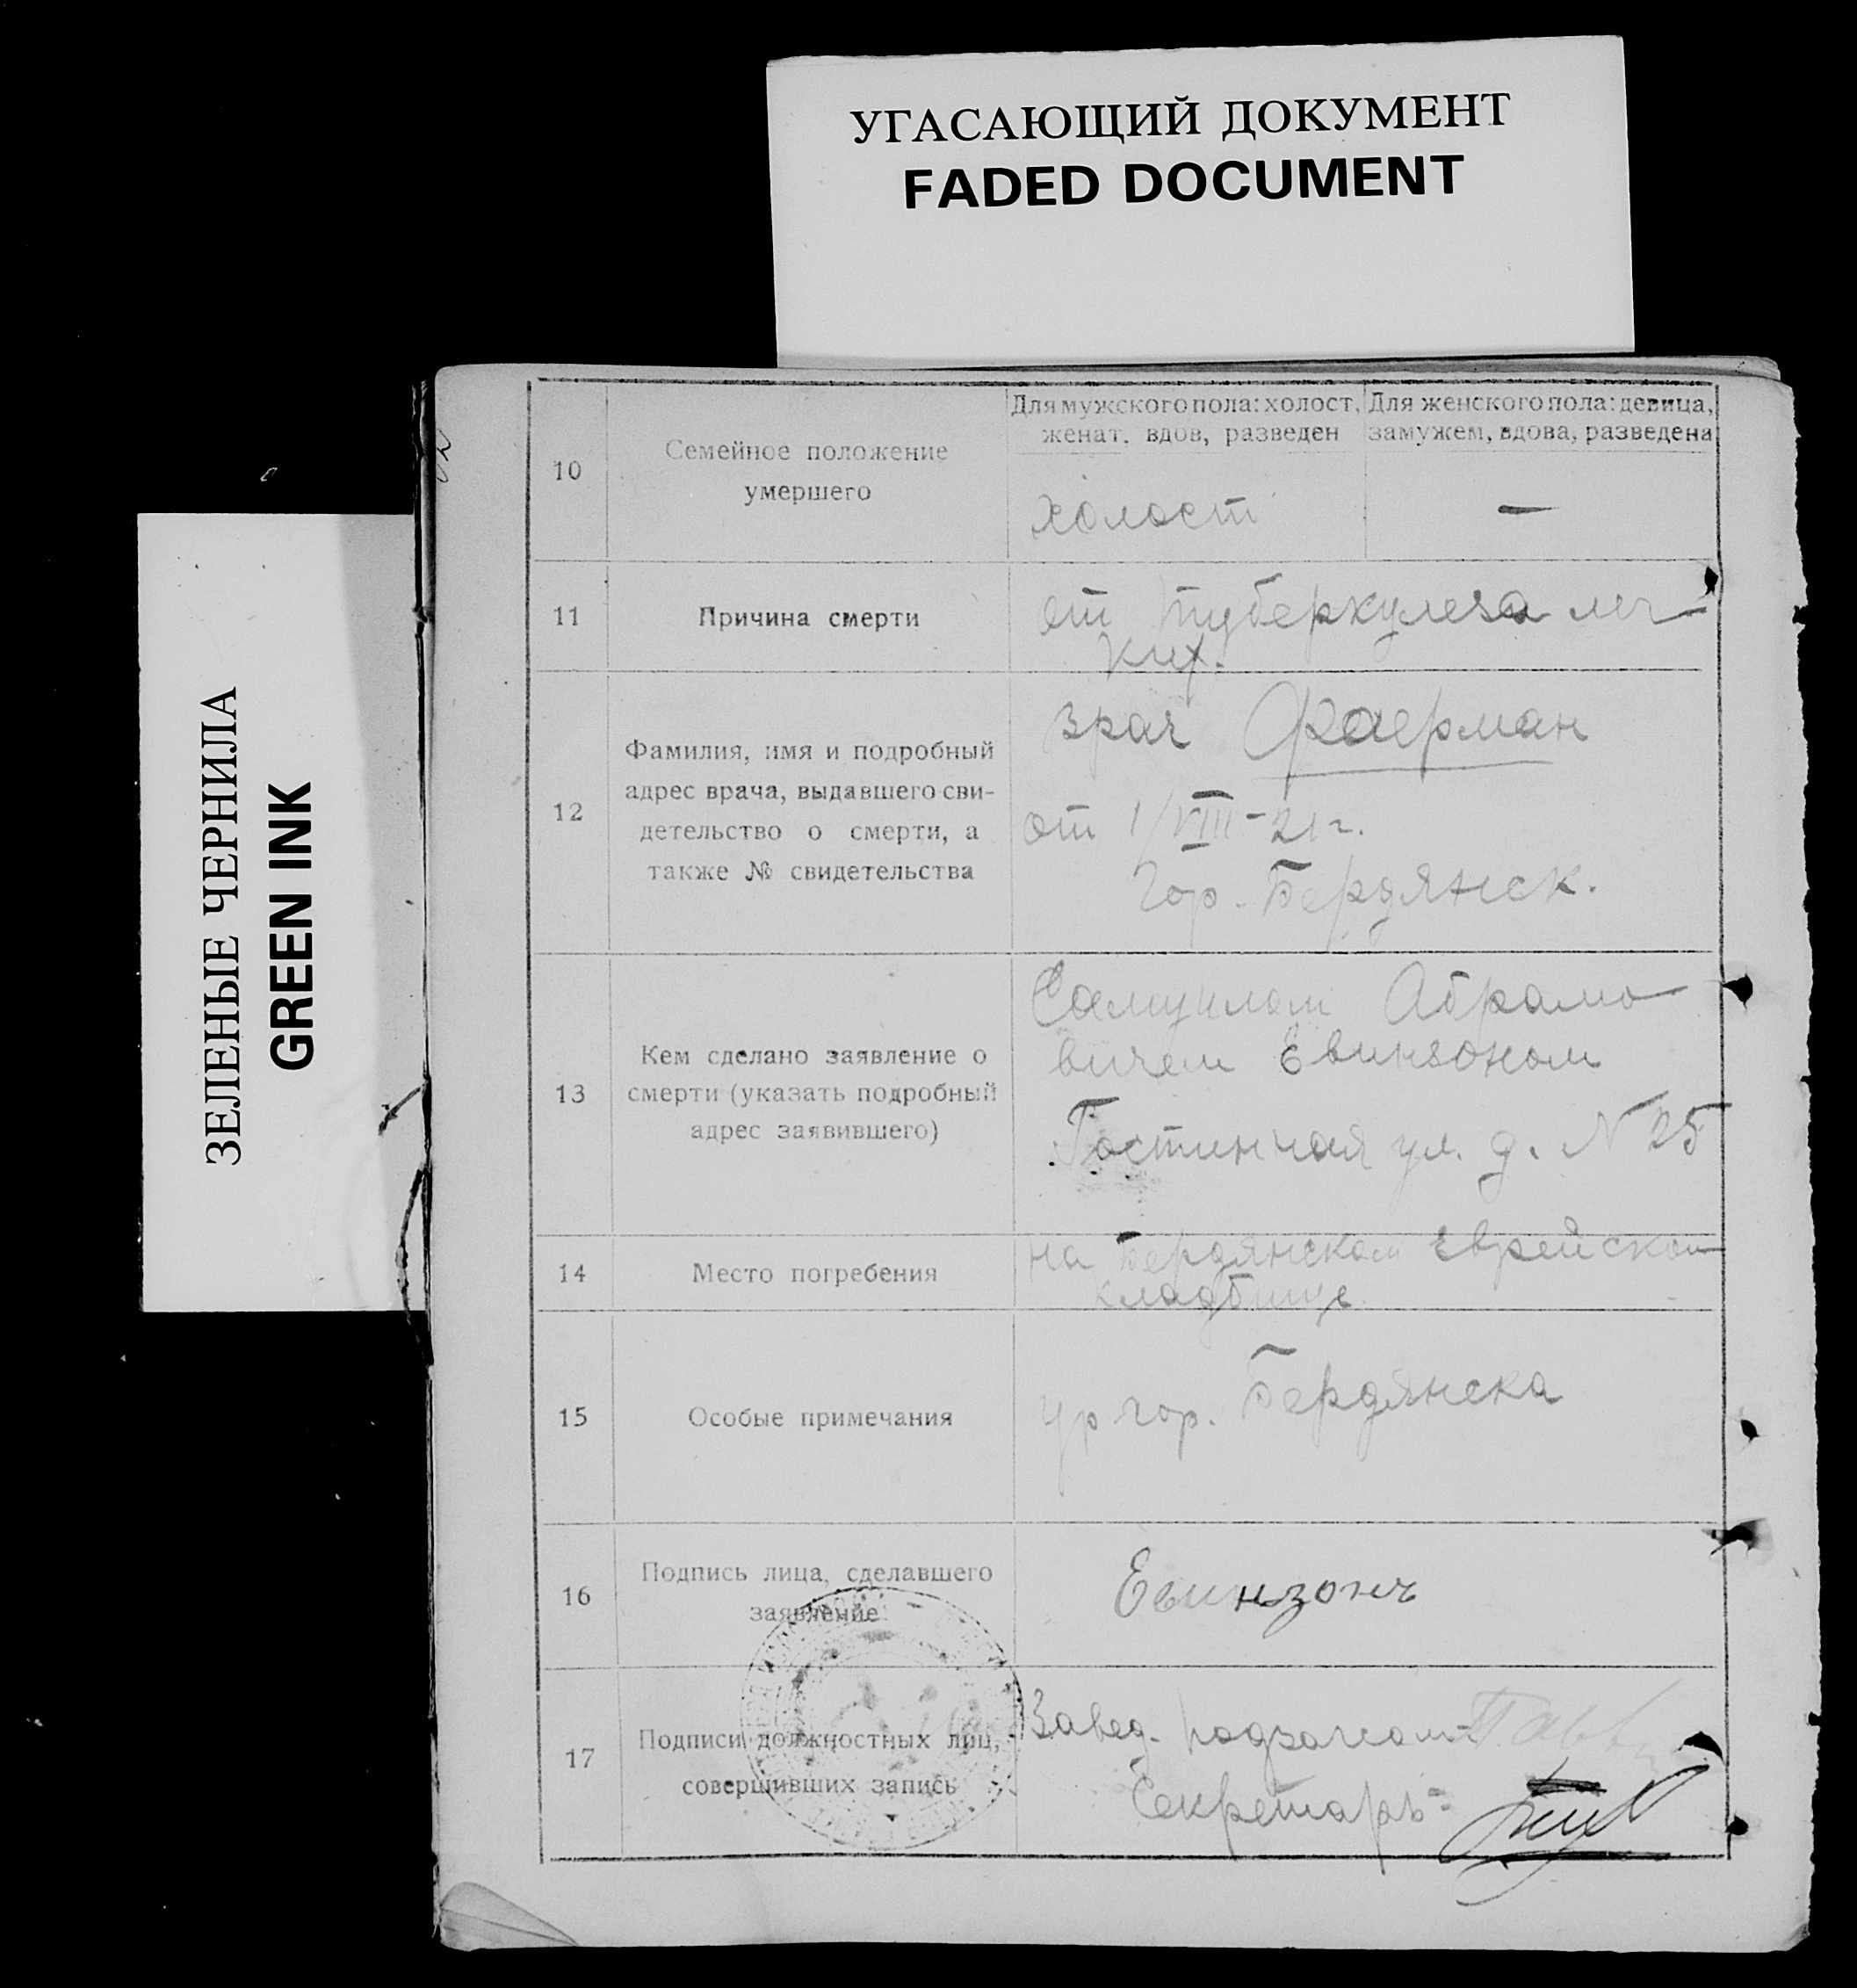 УГАСАЮЩИЙ ДОКУМЕНТ
FADED DOCUMENT
ЗЕЛЕНЫЕ ЧЕРНИЛА
GREEN INK
10
Семейное положение
умершего
Для мужского пола: холост,
женат, вдов, разведен
Для женского пола: девица,
замужем, вдова, разведена
холост
—
11
Причина смерти
от туберкулеза лег-
ких.
12
Фамилия, имя и подробный
адрес врача, выдавшего сви-
детельство о смерти, а
также № свидетельства
врач Фаерман
от 1/VIII-21 г.
гор. Бердянск.
13
Кем сделано заявление о
смерти (указать подробный
адрес заявившего)
Самуилом Абрамо-
вичем Евинзоном
Гостинная ул. д. № 25
14
Место погребения
на Бердянском Еврейском
кладбище
15
Особые примечания
гор. Бердянска
16
Подпись лица, сделавшего
заявление
Евинзонъ
17
Подписи должностных лиц,
совершивших запись
Завед. подзагсом-
Секретарь-